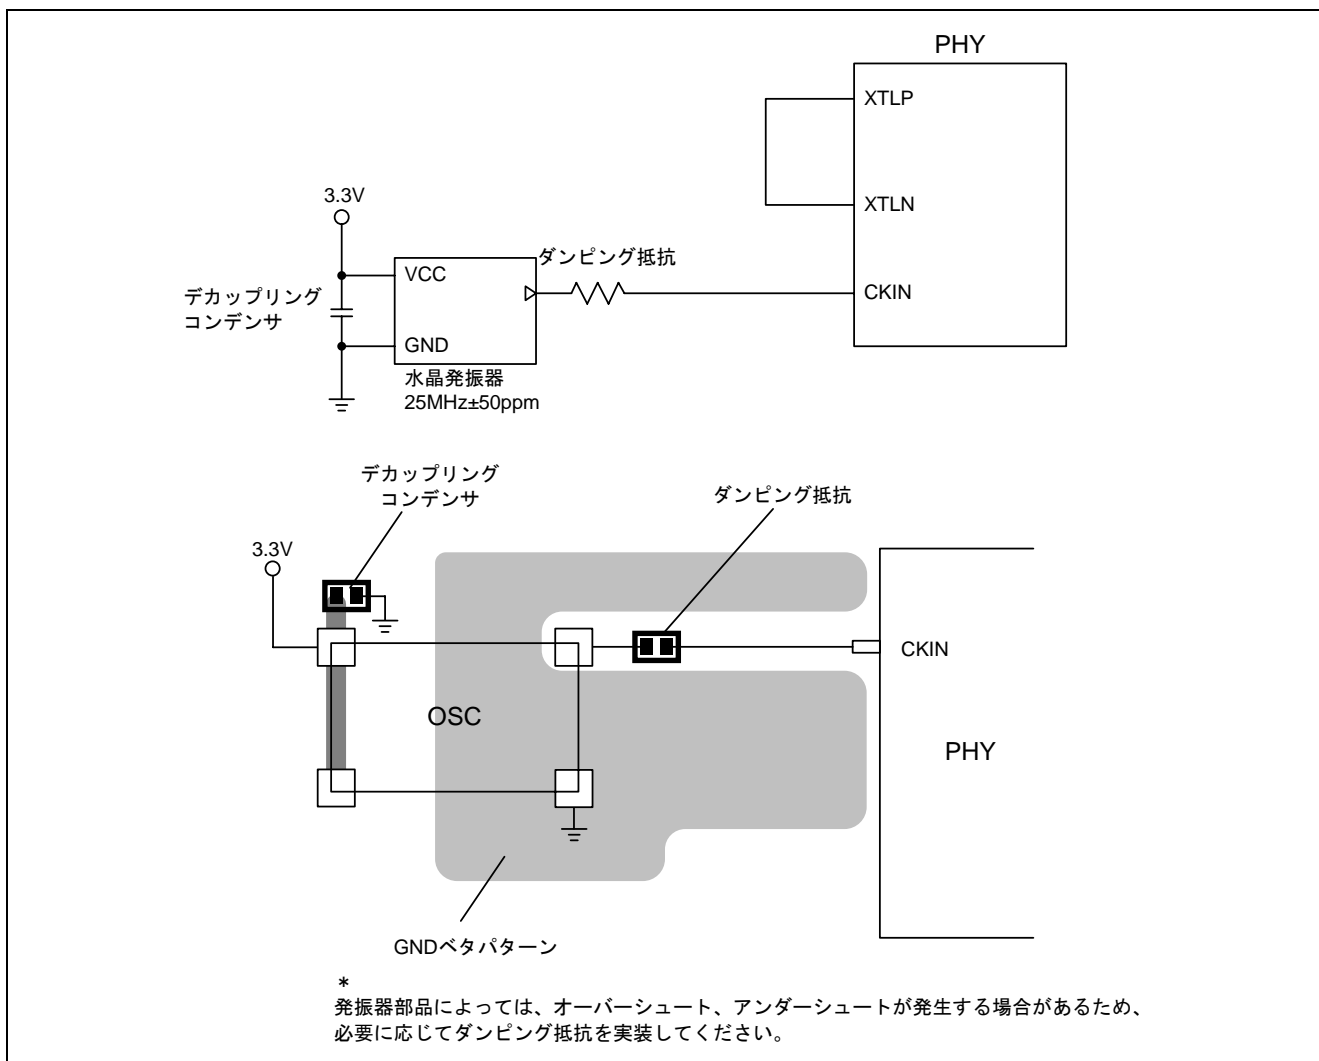 PHY
XTLP
XTLN
3.3V
ダンピング抵抗
VCC
CKIN
デカップリング
コンデンサ
GND
水晶発振器
25MHz±50ppm
デカップリング
コンデンサ
ダンピング抵抗
3.3V
CKIN
OSC
PHY
GNDベタパターン
*
発振器部品によっては、オーバーシュート、アンダーシュートが発生する場合があるため、
必要に応じてダンピング抵抗を実装してください。